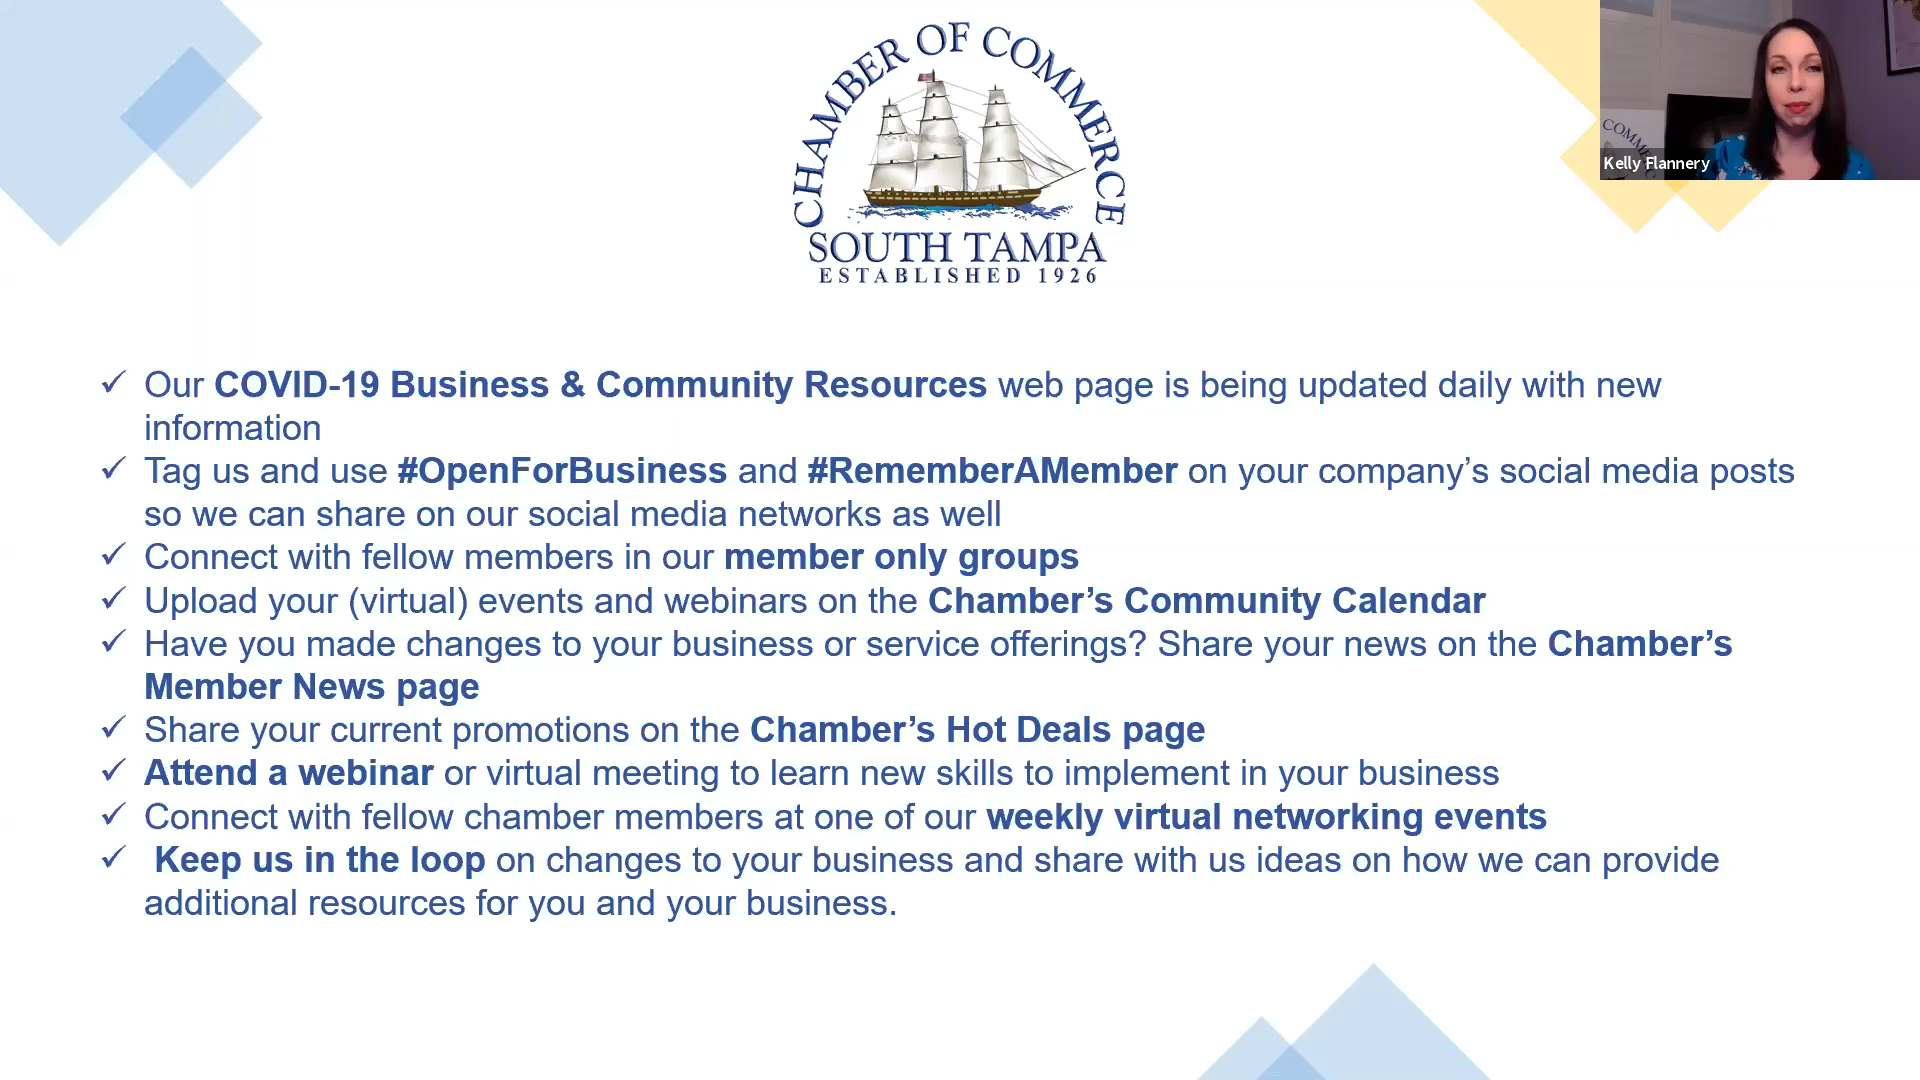 CHAMBER OF COMMERCE
SOUTH TAMPA
ESTABLISHED 1926
COMME
Kelly Flannery
✓ Our COVID-19 Business & Community Resources web page is being updated daily with new
information
✓ Tag us and use #OpenForBusiness and #RememberAMember on your company’s social media posts
so we can share on our social media networks as well
✓ Connect with fellow members in our member only groups
✓ Upload your (virtual) events and webinars on the Chamber’s Community Calendar
✓ Have you made changes to your business or service offerings? Share your news on the Chamber’s
Member News page
✓ Share your current promotions on the Chamber’s Hot Deals page
✓ Attend a webinar or virtual meeting to learn new skills to implement in your business
✓ Connect with fellow chamber members at one of our weekly virtual networking events
✓ Keep us in the loop on changes to your business and share with us ideas on how we can provide
additional resources for you and your business.